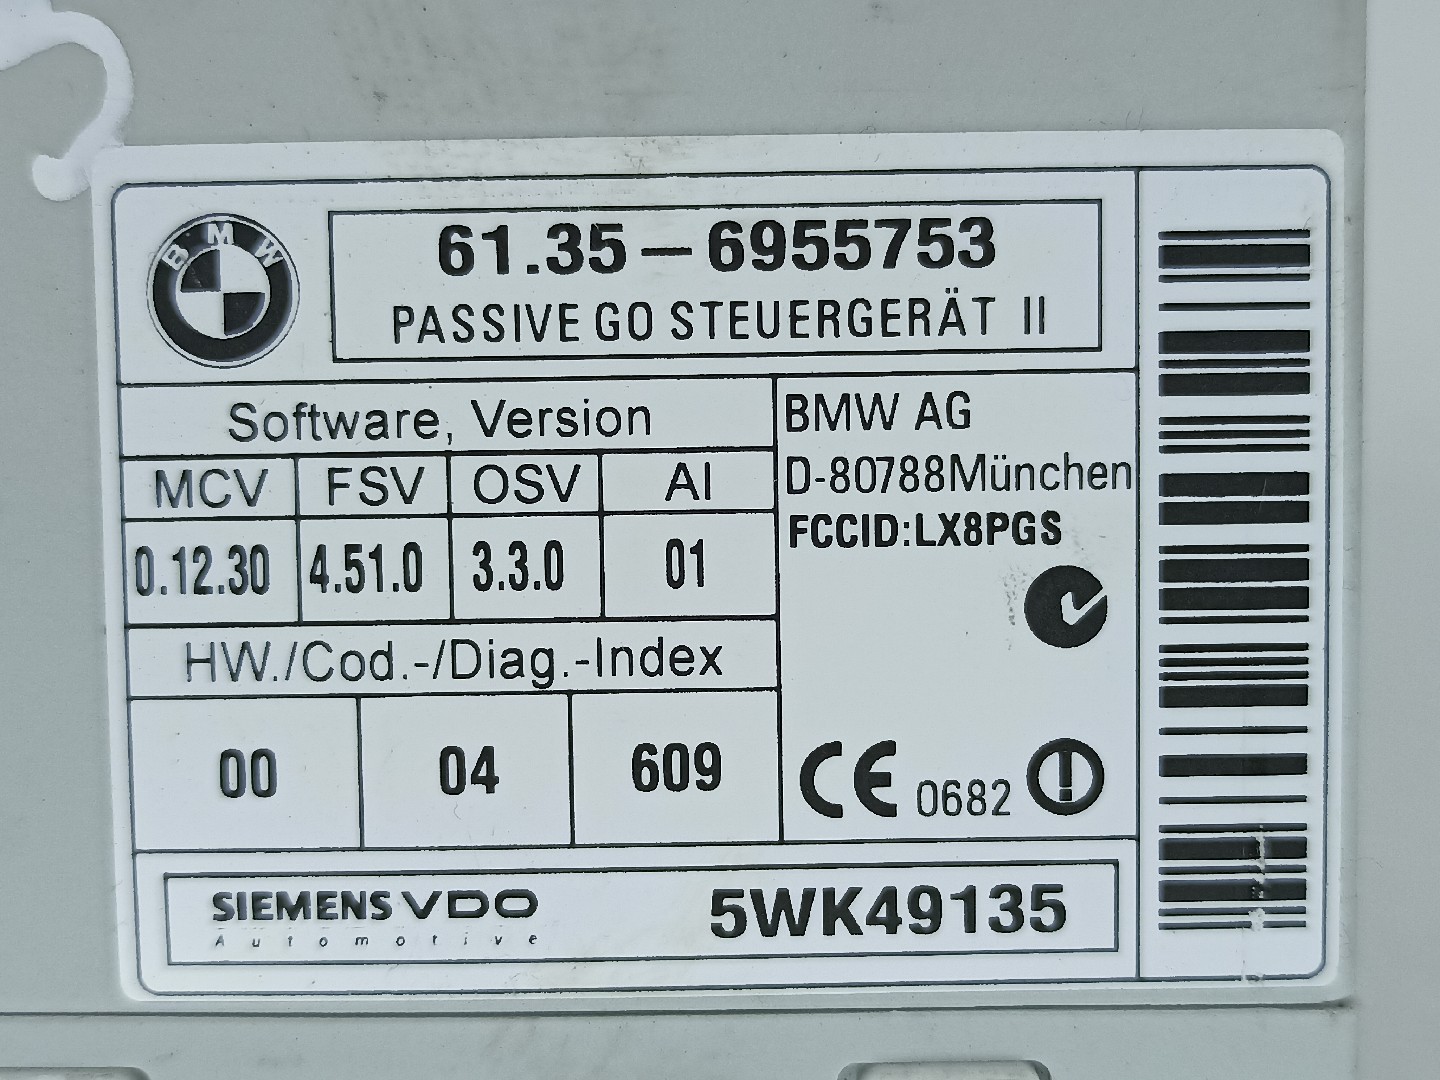 BMW
61.35-6955753
PASSIVE GO STEUERGERÄT II
Software, Version
MCV FSV OSV AI
0.12.30 4.51.0 3.3.0 01
HW./Cod.-/Diag.-Index
00 04 609
BMW AG
D-80788 München
FCCID:LX8PGS
CE 0682
SIEMENS VDO
Automotive
5WK49135